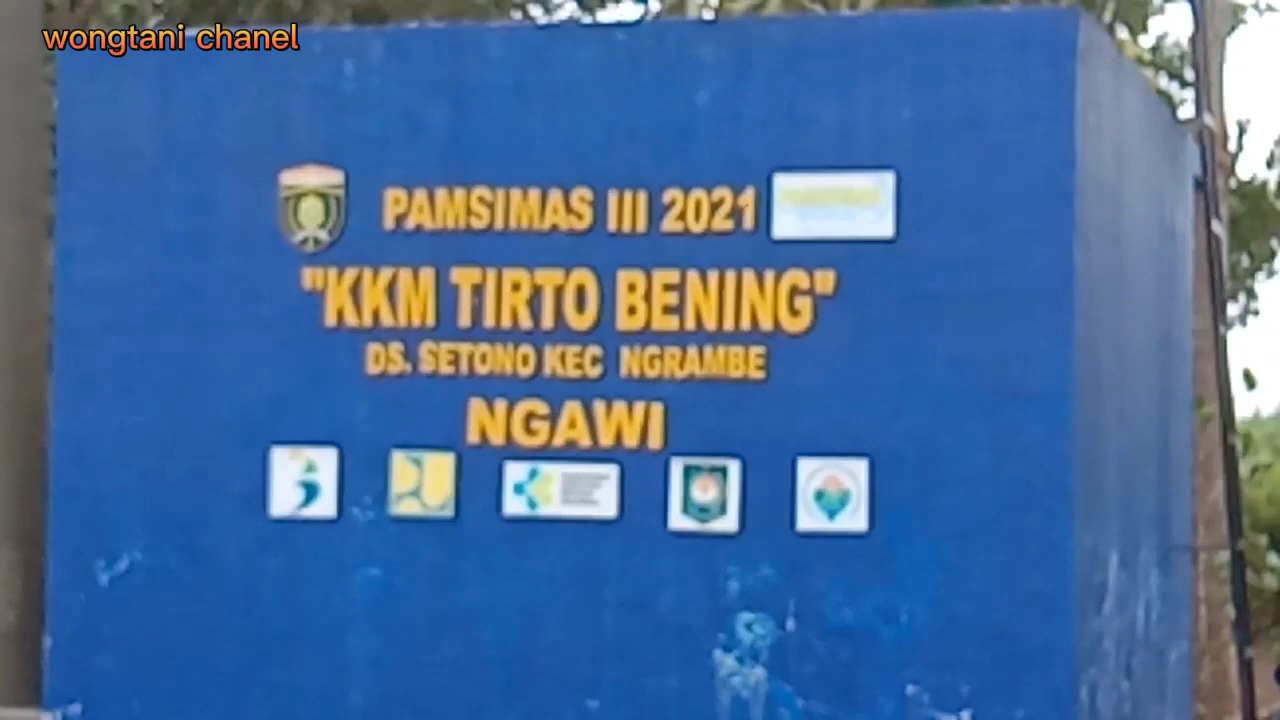 wongtani chanel
PAMSIMAS III 2021
"KKM TIRTO BENING"
DS. SETONO KEC NGRAMBE
NGAWI